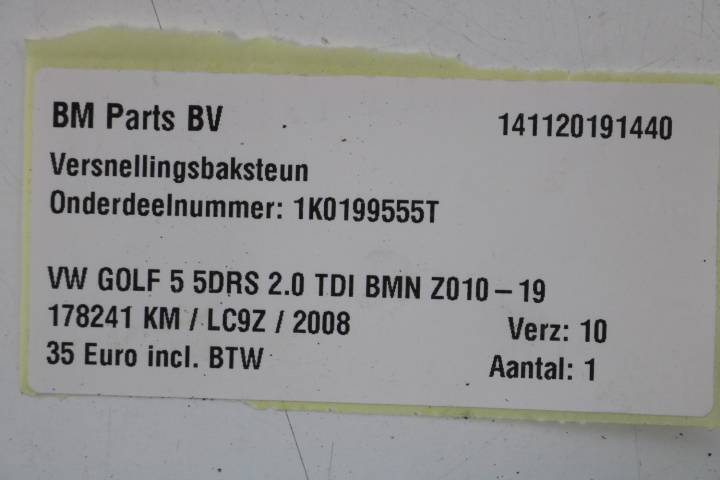 BM Parts BV 141120191440
Versnellingsbaksteun
Onderdeelnummer: 1K0199555T
VW GOLF 5 5DRS 2.0 TDI BMN Z010 – 19
178241 KM / LC9Z / 2008 Verz: 10
35 Euro incl. BTW Aantal: 1